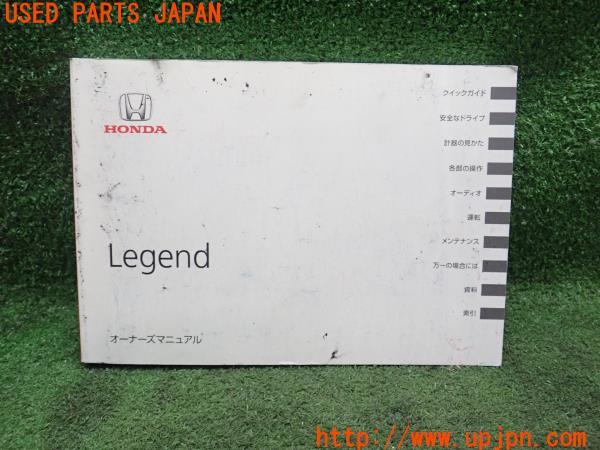 USED PARTS JAPAN
クイックガイド
安全なドライブ
計器の見かた
各部の操作
オーディオ
運転
メンテナンス
万一の場合には
資料
索引
HONDA
Legend
オーナーズマニュアル
http://www.upjpn.com